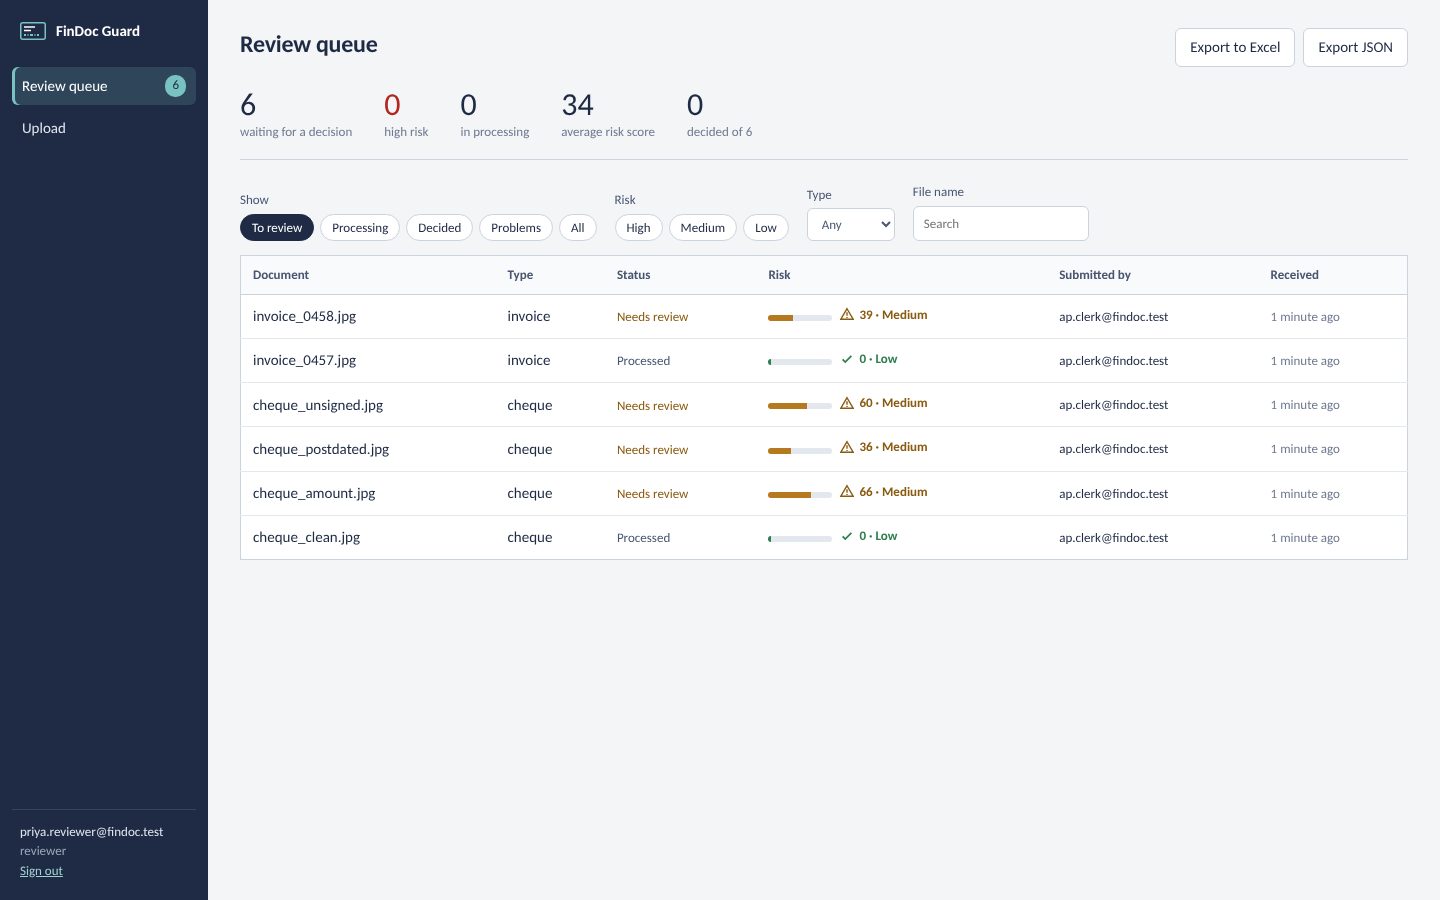 FinDoc Guard
Review queue 6
Upload
priya.reviewer@findoc.test
reviewer
Sign out
Review queue
Export to Excel Export JSON
6 0 0 34 0
waiting for a decision high risk in processing average risk score decided of 6
Show Risk Type File name
To review Processing Decided Problems All High Medium Low Any Search
Document Type Status Risk Submitted by Received
invoice_0458.jpg invoice Needs review 39 · Medium ap.clerk@findoc.test 1 minute ago
invoice_0457.jpg invoice Processed 0 · Low ap.clerk@findoc.test 1 minute ago
cheque_unsigned.jpg cheque Needs review 60 · Medium ap.clerk@findoc.test 1 minute ago
cheque_postdated.jpg cheque Needs review 36 · Medium ap.clerk@findoc.test 1 minute ago
cheque_amount.jpg cheque Needs review 66 · Medium ap.clerk@findoc.test 1 minute ago
cheque_clean.jpg cheque Processed 0 · Low ap.clerk@findoc.test 1 minute ago